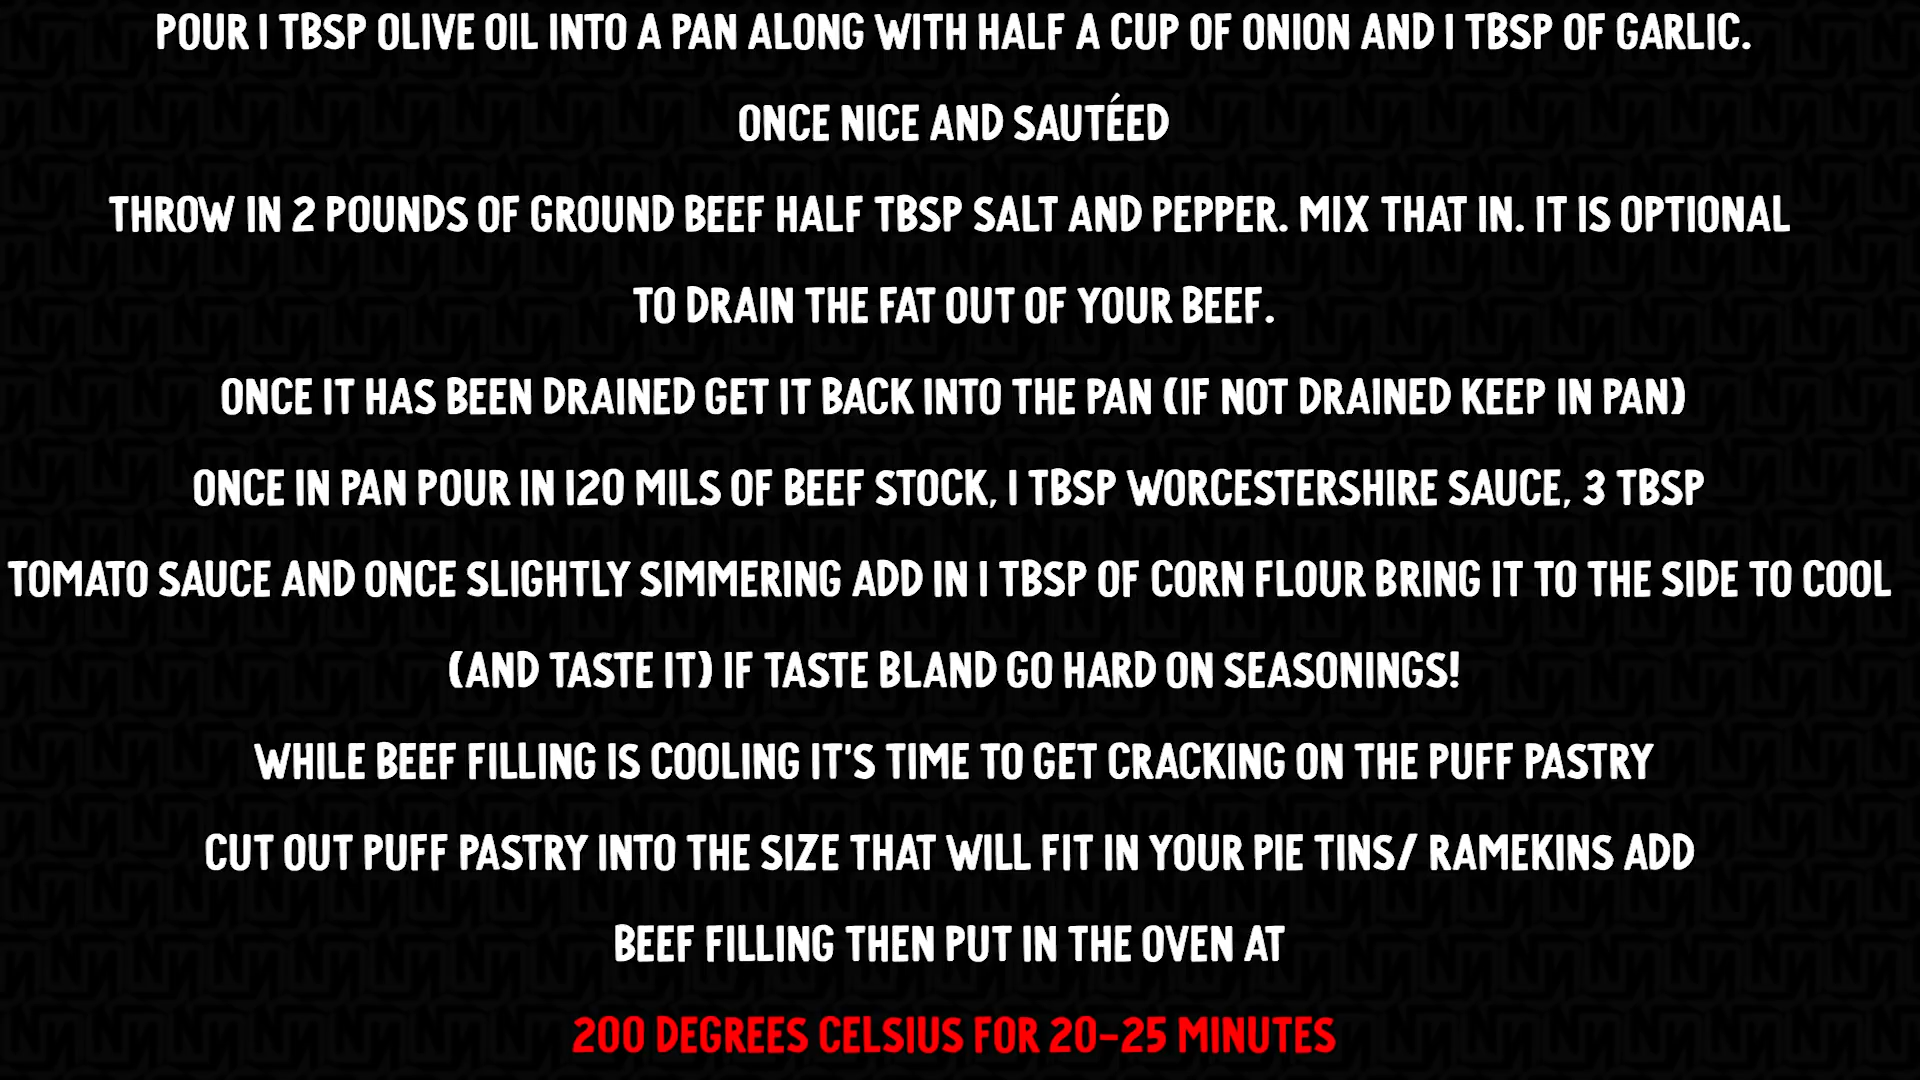 POUR 1 TBSP OLIVE OIL INTO A PAN ALONG WITH HALF A CUP OF ONION AND 1 TBSP OF GARLIC.
ONCE NICE AND SAUTÉED
THROW IN 2 POUNDS OF GROUND BEEF HALF TBSP SALT AND PEPPER. MIX THAT IN. IT IS OPTIONAL
TO DRAIN THE FAT OUT OF YOUR BEEF.
ONCE IT HAS BEEN DRAINED GET IT BACK INTO THE PAN (IF NOT DRAINED KEEP IN PAN)
ONCE IN PAN POUR IN 120 MILS OF BEEF STOCK, 1 TBSP WORCESTERSHIRE SAUCE, 3 TBSP
TOMATO SAUCE AND ONCE SLIGHTLY SIMMERING ADD IN 1 TBSP OF CORN FLOUR BRING IT TO THE SIDE TO COOL
(AND TASTE IT) IF TASTE BLAND GO HARD ON SEASONINGS!
WHILE BEEF FILLING IS COOLING IT'S TIME TO GET CRACKING ON THE PUFF PASTRY
CUT OUT PUFF PASTRY INTO THE SIZE THAT WILL FIT IN YOUR PIE TINS/ RAMEKINS ADD
BEEF FILLING THEN PUT IN THE OVEN AT
200 DEGREES CELSIUS FOR 20-25 MINUTES